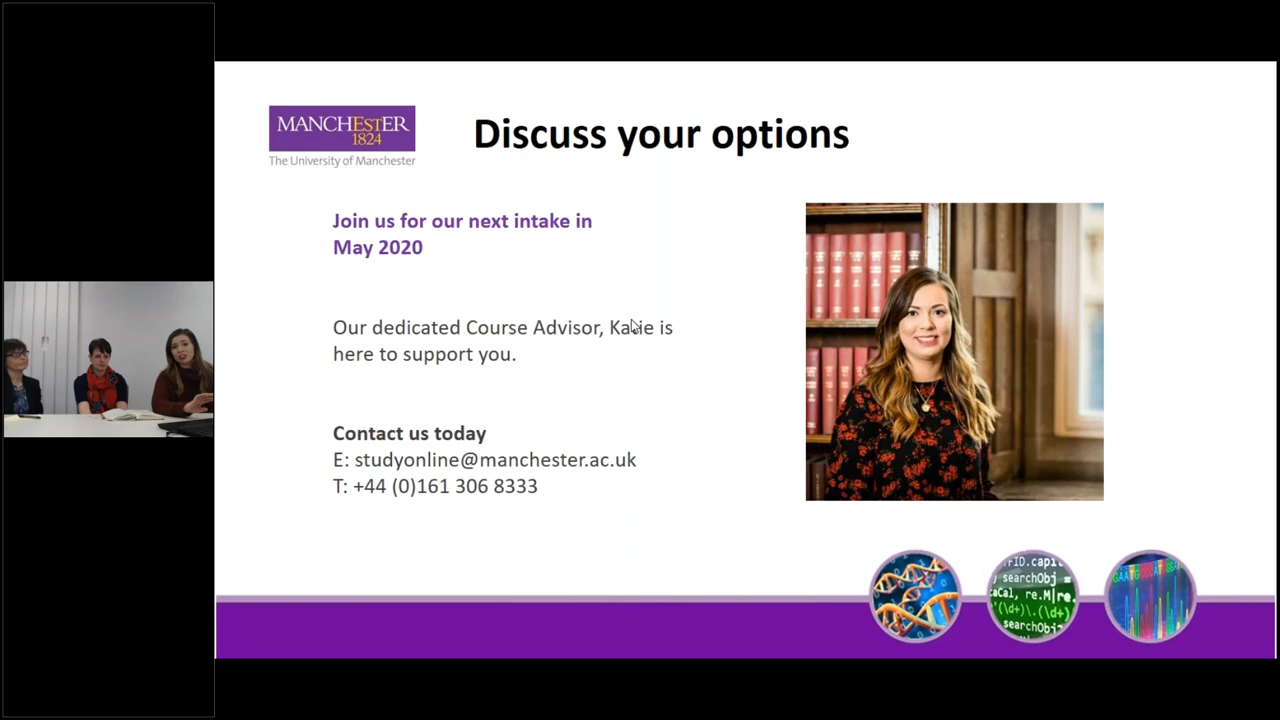 MANCHESTER
1824
The University of Manchester
Discuss your options
Join us for our next intake in
May 2020
Our dedicated Course Advisor, Katie is
here to support you.
Contact us today
E: studyonline@manchester.ac.uk
T: +44 (0)161 306 8333
searchObj =
searchObj